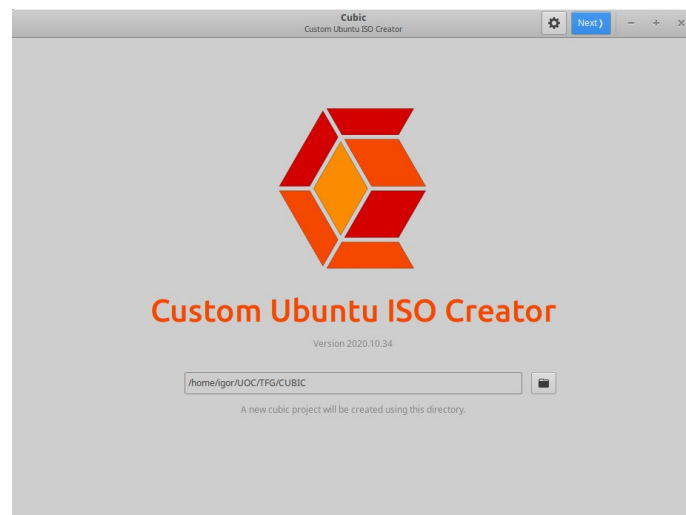 Cubic
Custom Ubuntu ISO Creator
Next
Custom Ubuntu ISO Creator
Version 2020.10.34
/home/igor/UOC/TFG/CUBIC
A new cubic project will be created using this directory.